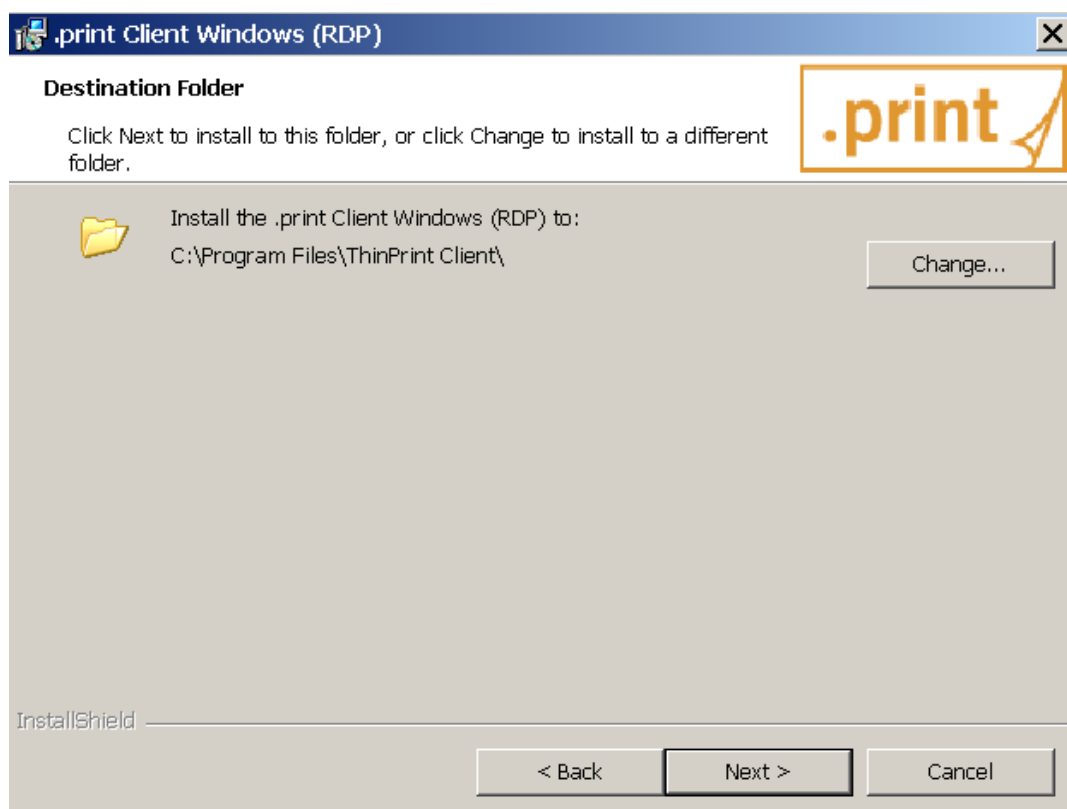 .print Client Windows (RDP)
Destination Folder
Click Next to install to this folder, or click Change to install to a different
folder.
.print
Install the .print Client Windows (RDP) to:
C:\Program Files\ThinPrint Client\
Change...
InstallShield
< Back
Next >
Cancel